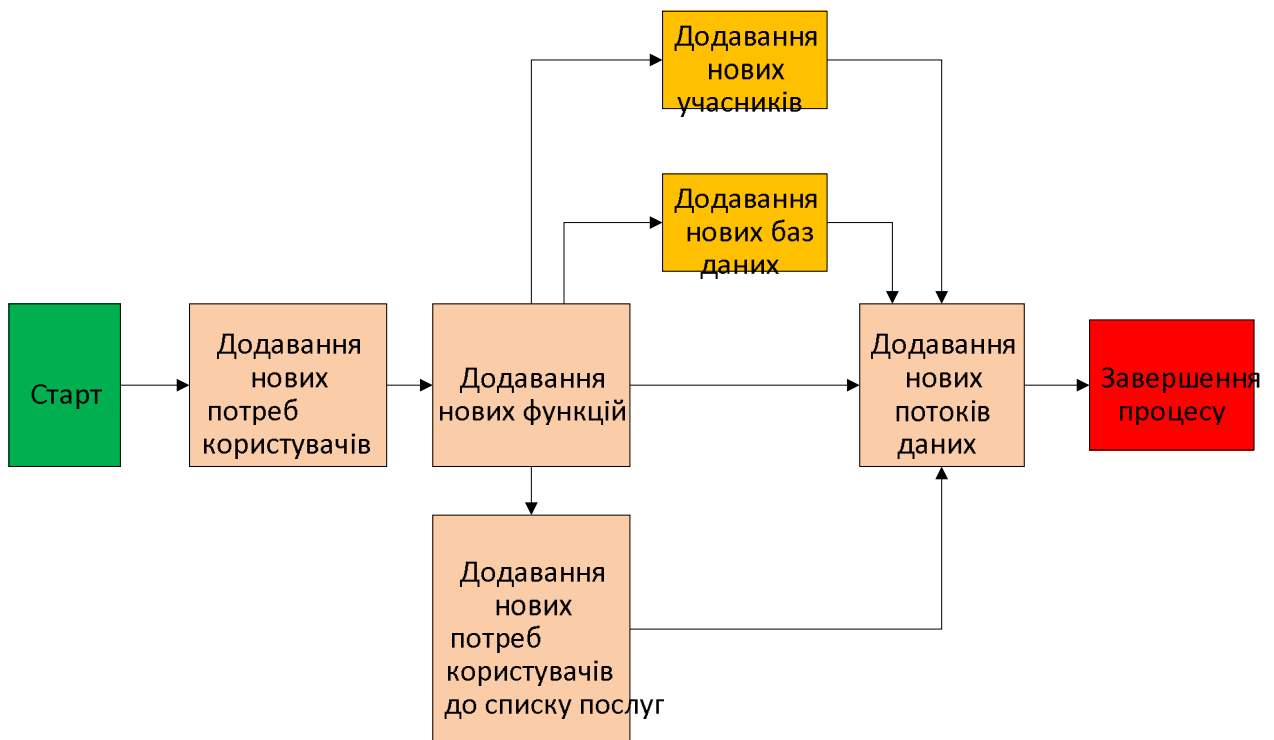 Додавання
нових
учасників
Додавання
нових баз
даних
Старт
Додавання
нових
потреб
користувачів
Додавання
нових функцій
Додавання
нових
потоків
даних
Завершення
процесу
Додавання
нових
потреб
користувачів
до списку послуг